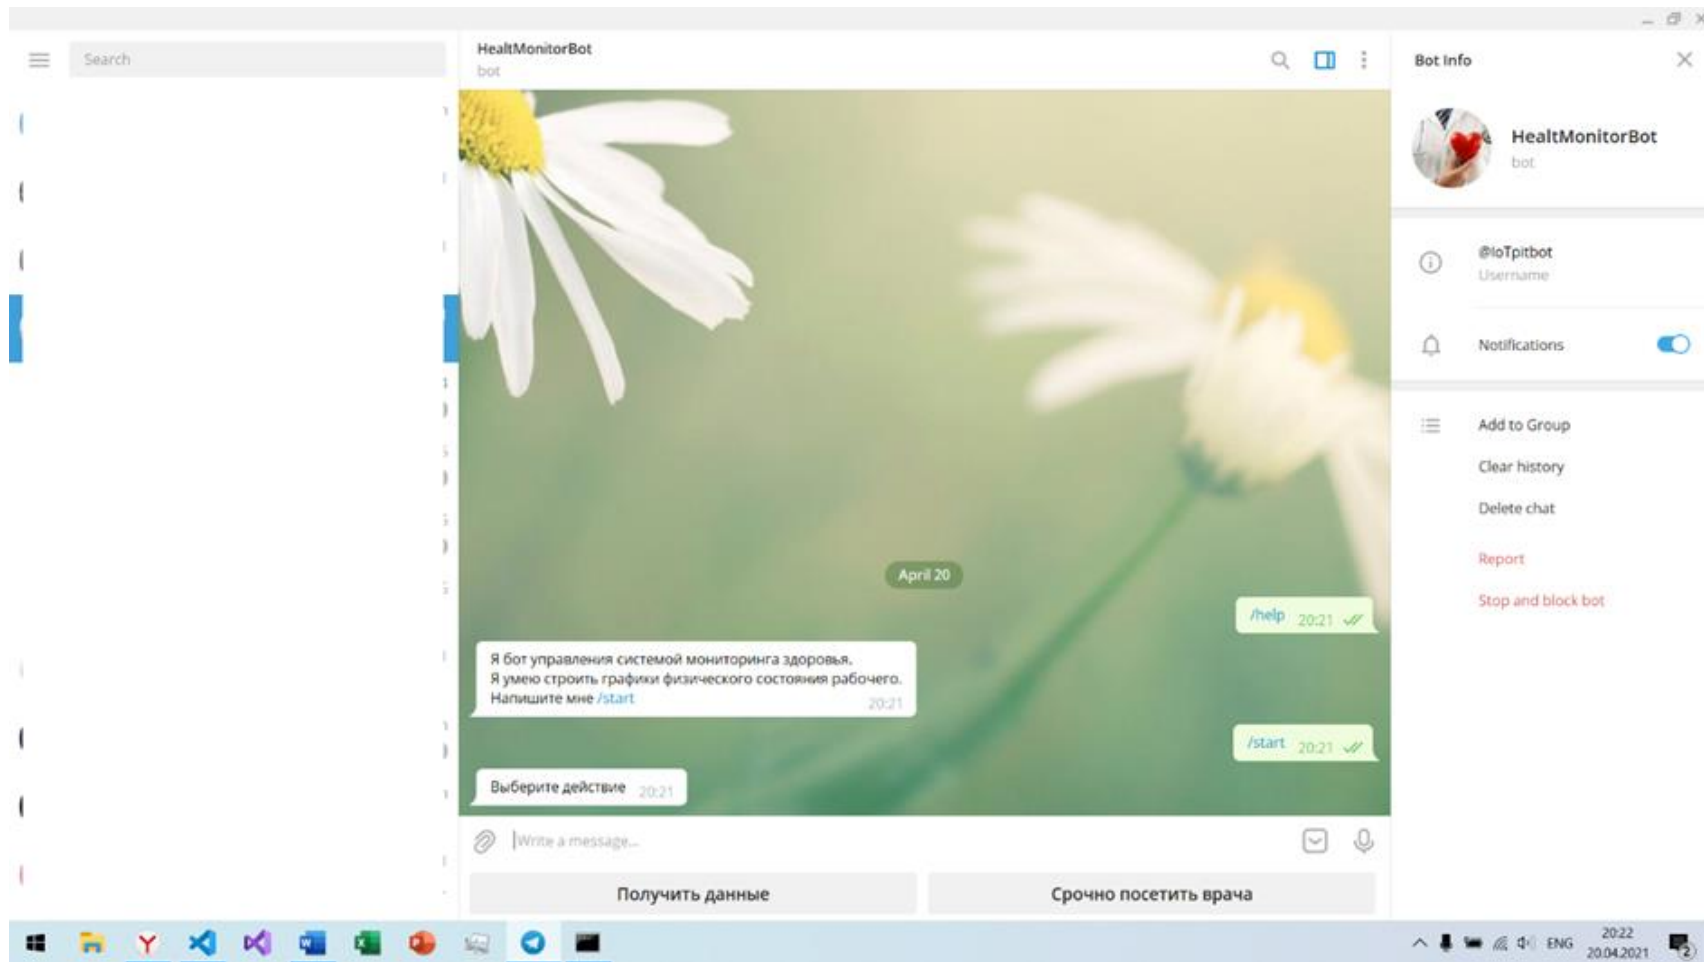 Search
HealtMonitorBot
bot
April 20
/help 20:21
Я бот управления системой мониторинга здоровья.
Я умею строить графики физического состояния рабочего.
Напишите мне /start
20:21
/start 20:21
Выберите действие 20:21
Write a message...
Получить данные
Срочно посетить врача
Bot Info
HealtMonitorBot
bot
@IoTpitbot
Username
Notifications
Add to Group
Clear history
Delete chat
Report
Stop and block bot
ENG
20:22
20.04.2021
2